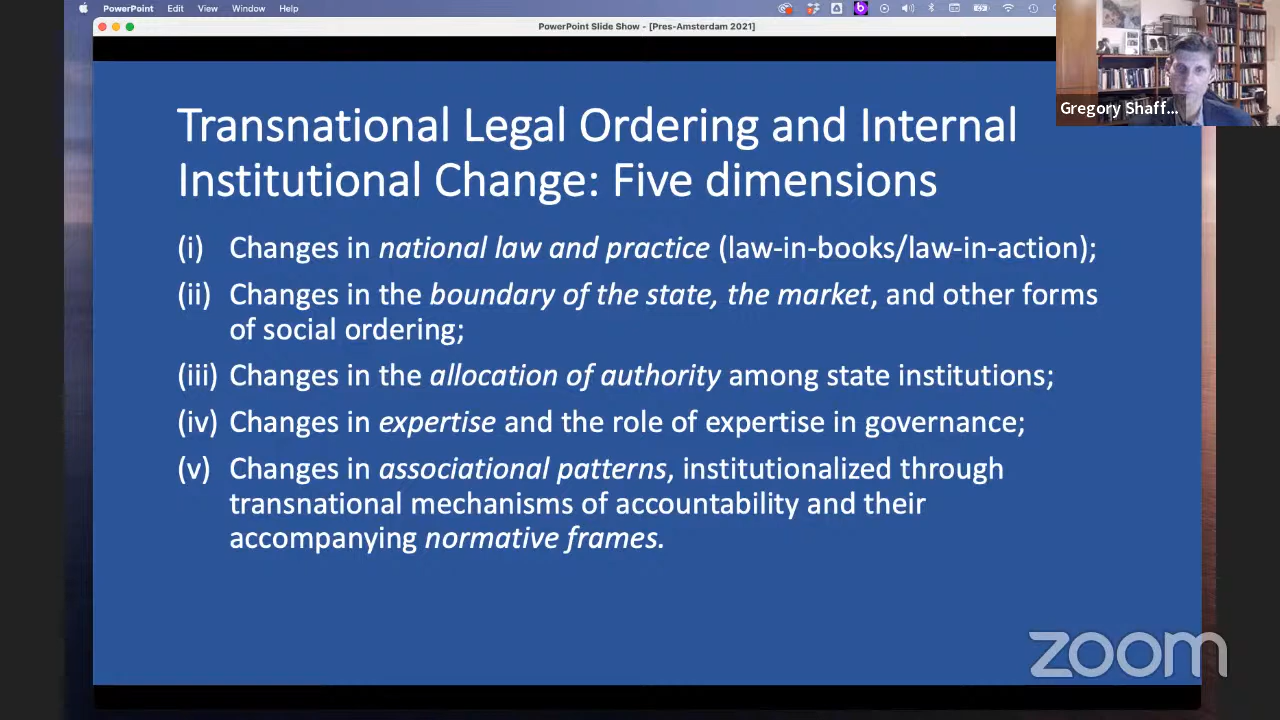 PowerPoint Edit View Window Help
PowerPoint Slide Show - [Pres-Amsterdam 2021]
Gregory Shaff...
Transnational Legal Ordering and Internal
Institutional Change: Five dimensions
(i) Changes in national law and practice (law-in-books/law-in-action);
(ii) Changes in the boundary of the state, the market, and other forms
of social ordering;
(iii) Changes in the allocation of authority among state institutions;
(iv) Changes in expertise and the role of expertise in governance;
(v) Changes in associational patterns, institutionalized through
transnational mechanisms of accountability and their
accompanying normative frames.
zoom